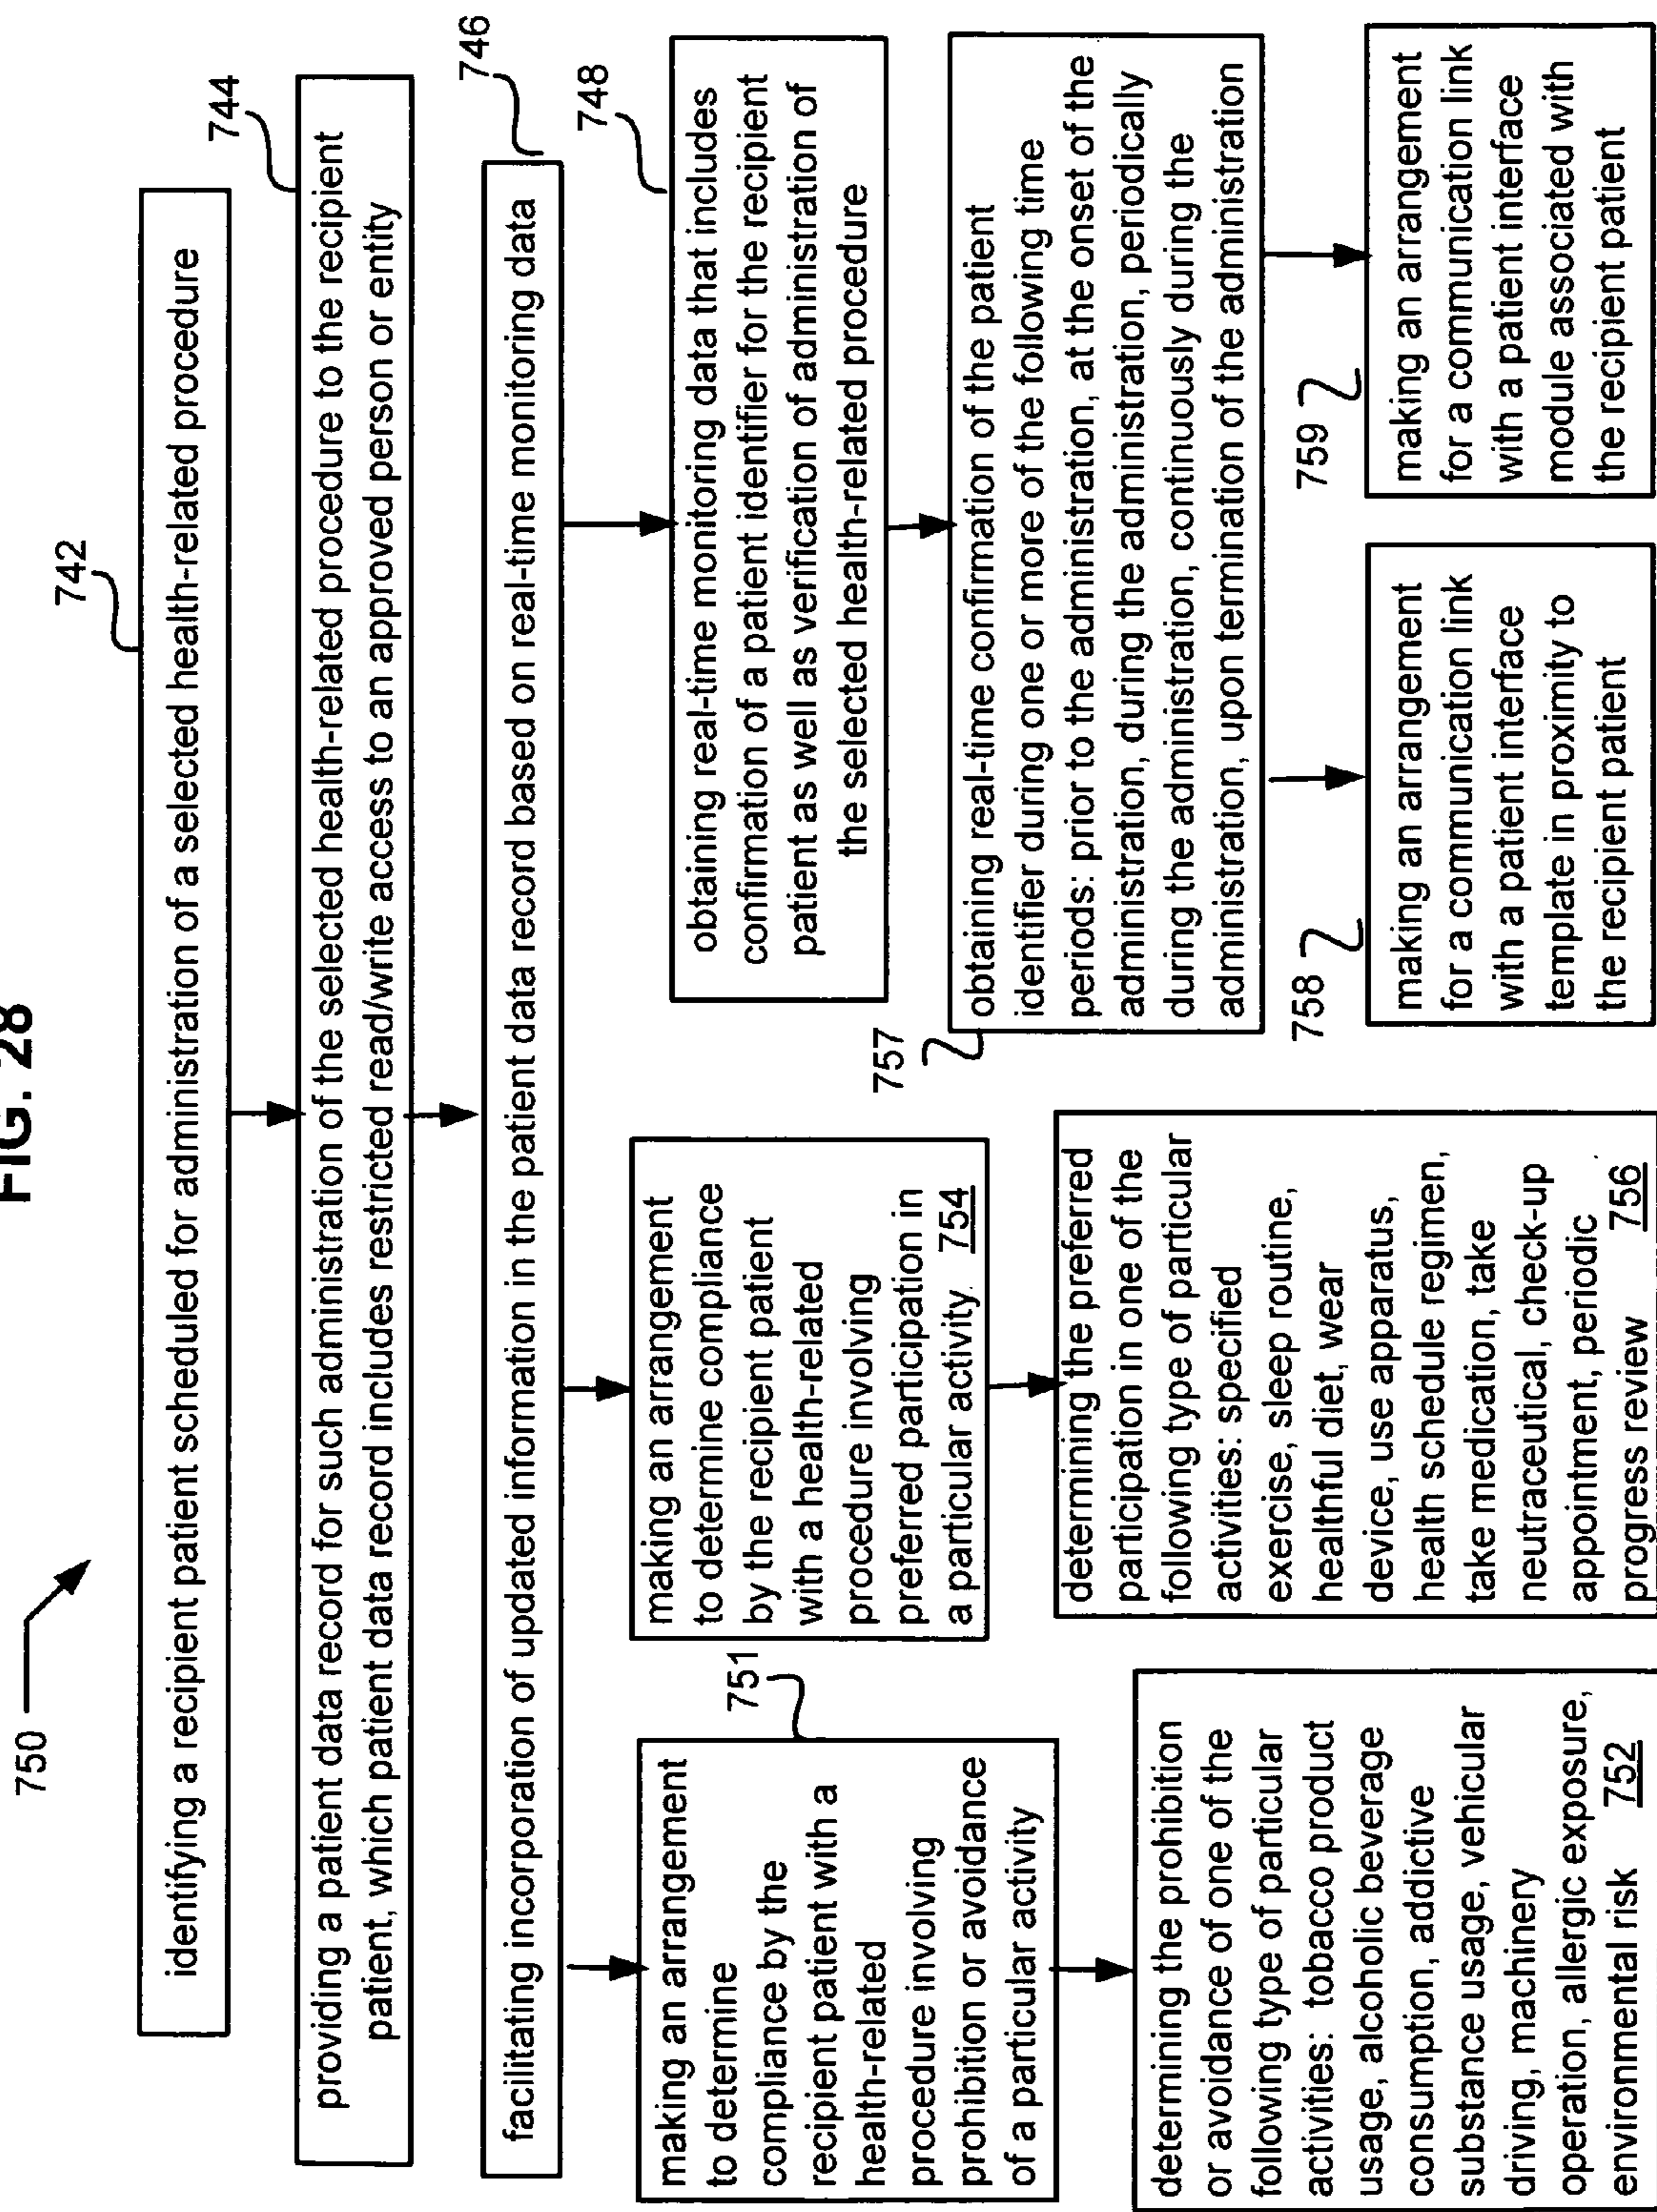 FIG. 28
750
742
identifying a recipient patient scheduled for administration of a selected health-related procedure
744
providing a patient data record for such administration of the selected health-related procedure to the recipient
patient, which patient data record includes restricted read/write access to an approved person or entity
746
facilitating incorporation of updated information in the patient data record based on real-time monitoring data
751
making an arrangement
to determine
compliance by the
recipient patient with a
health-related
procedure involving
prohibition or avoidance
of a particular activity
determining the prohibition
or avoidance of one of the
following type of particular
activities: tobacco product
usage, alcoholic beverage
consumption, addictive
substance usage, vehicular
driving, machinery
operation, allergic exposure,
environmental risk 752
making an arrangement
to determine compliance
by the recipient patient
with a health-related
procedure involving
preferred participation in
a particular activity. 754
determining the preferred
participation in one of the
following type of particular
activities: specified
exercise, sleep routine,
healthful diet, wear
device, use apparatus,
health schedule regimen,
take medication, take
neutraceutical, check-up
appointment, periodic
progress review 756
748
obtaining real-time monitoring data that includes
confirmation of a patient identifier for the recipient
patient as well as verification of administration of
the selected health-related procedure
757
obtaining real-time confirmation of the patient
identifier during one or more of the following time
periods: prior to the administration, at the onset of the
administration, during the administration, periodically
during the administration, continuously during the
administration, upon termination of the administration
758
making an arrangement
for a communication link
with a patient interface
template in proximity to
the recipient patient
759
making an arrangement
for a communication link
with a patient interface
module associated with
the recipient patient